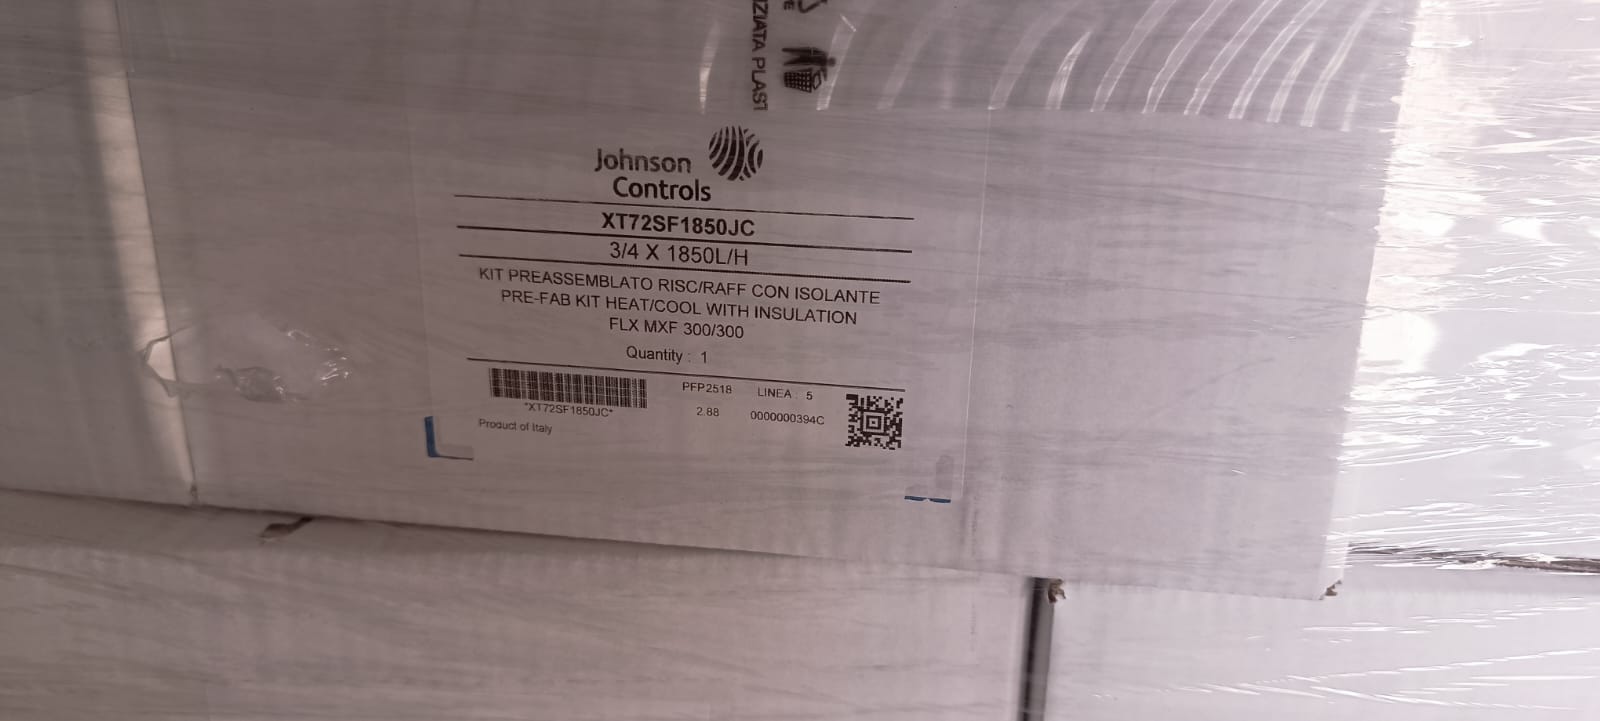 ZIATA PLAST
Johnson
Controls
XT72SF1850JC
3/4 X 1850L/H
KIT PREASSEMBLATO RISC/RAFF CON ISOLANTE
PRE-FAB KIT HEAT/COOL WITH INSULATION
FLX MXF 300/300
Quantity : 1
PFP2518 LINEA : 5
*XT72SF1850JC* 2.88 0000000394C
Product of Italy